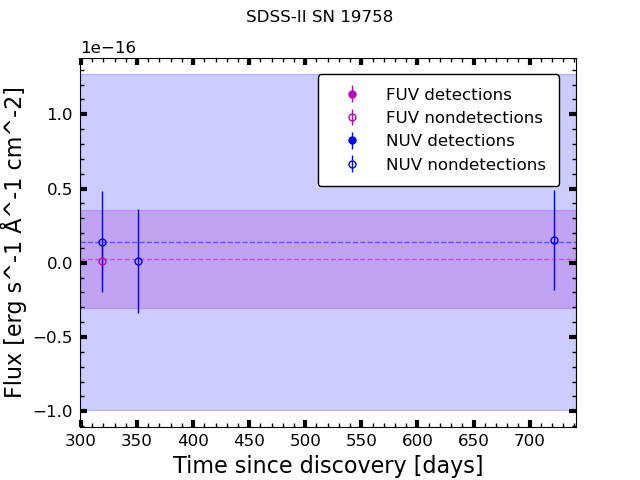 SDSS-II SN 19758
1e−16
FUV detections
FUV nondetections
NUV detections
NUV nondetections
1.0
0.5
0.0
−0.5
−1.0
Flux [erg s^-1 Å^-1 cm^-2]
300 350 400 450 500 550 600 650 700
Time since discovery [days]